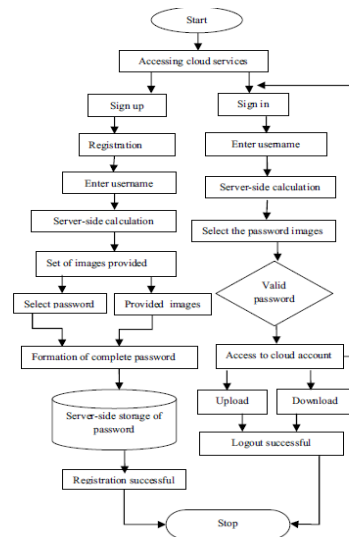 Start
Accessing cloud services
Sign up
Sign in
Registration
Enter username
Enter username
Server-side calculation
Server-side calculation
Select the password images
Set of images provided
Select password
Provided images
Valid
password
Formation of complete password
Access to cloud account
Upload
Download
Server-side storage of
password
Logout successful
Registration successful
Stop